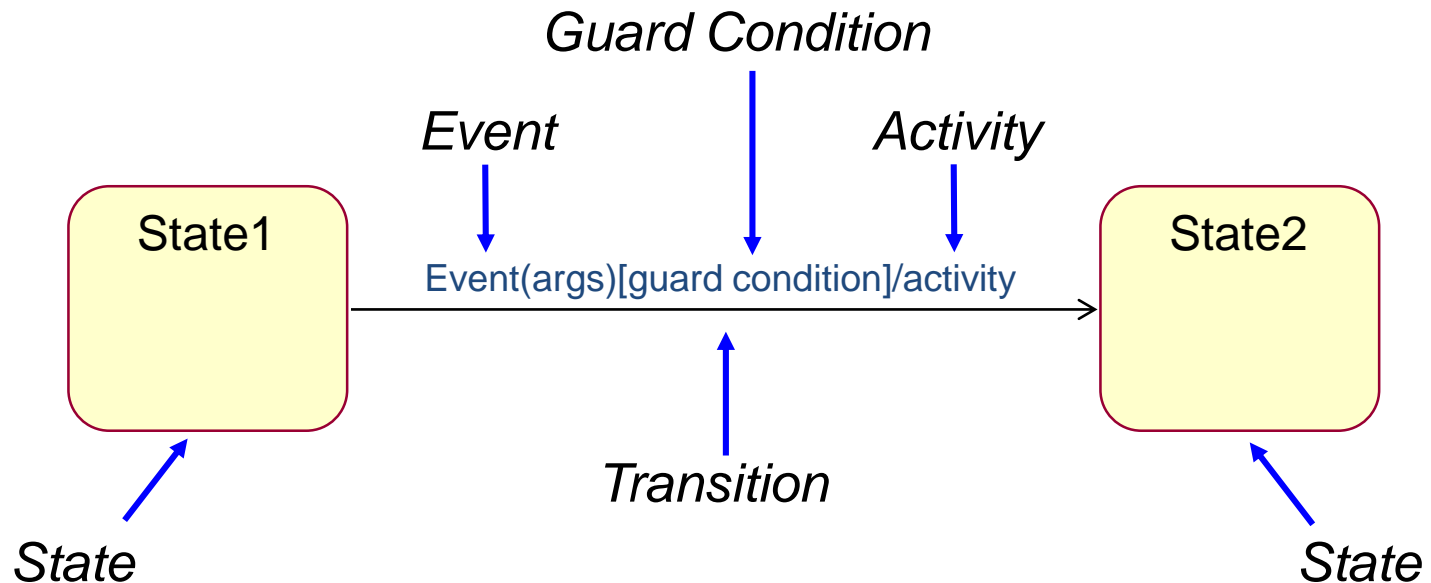 Guard Condition
Event
Activity
State1
State2
Event(args)[guard condition]/activity
Transition
State
State